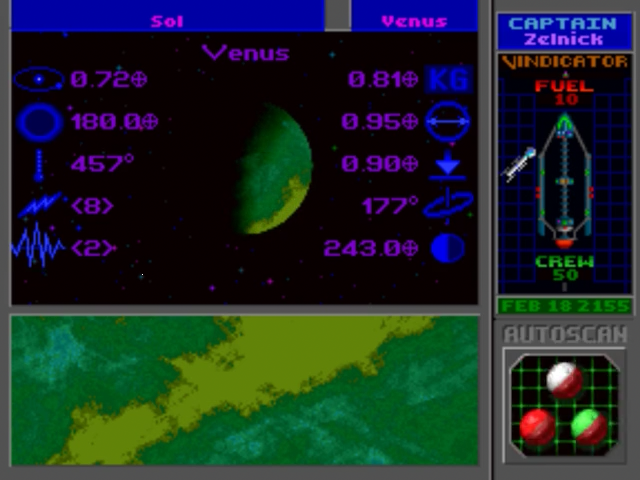 Sol
Venus
CAPTAIN
Zelnick
Venus
VINDICATOR
0.72⊕
0.81⊕ KG
FUEL
10
180.0⊕
0.95⊕
457°
0.90⊕
<8>
177°
<2>
243.0⊕
CREW
50
FEB 18 2155
AUTOSCAN